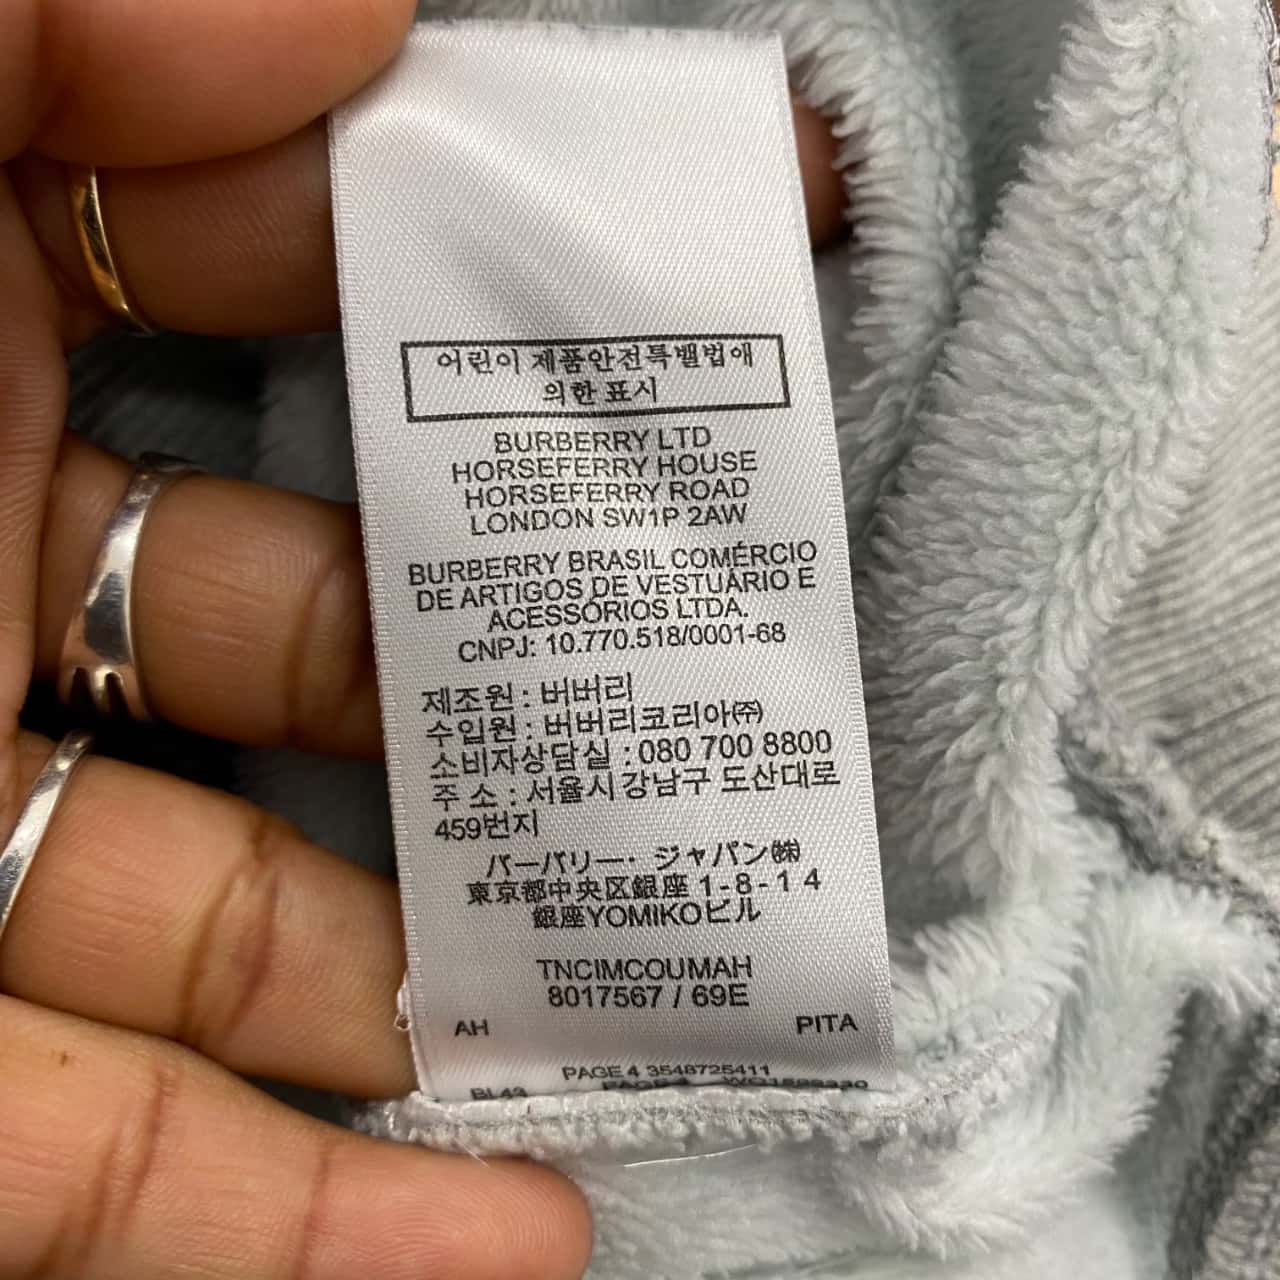 어린이 제품안전특별법에
의한 표시
BURBERRY LTD
HORSEFERRY HOUSE
HORSEFERRY ROAD
LONDON SW1P 2AW
BURBERRY BRASIL COMÉRCIO
DE ARTIGOS DE VESTUÁRIO E
ACESSÓRIOS LTDA.
CNPJ: 10.770.518/0001-68
제조원 : 버버리
수입원 : 버버리코리아㈜
소비자상담실 : 080 700 8800
주 소 : 서울시 강남구 도산대로
459번지
バーバリー・ジャパン㈱
東京都中央区銀座 1-8-14
銀座YOMIKOビル
TNCIMCOUMAH
8017567 / 69E
AH PITA
PAGE 4 3548725411